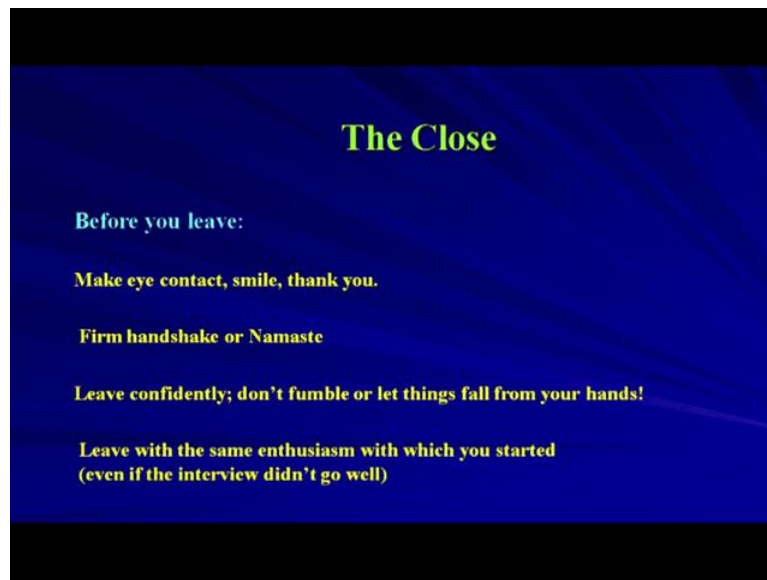 The Close
Before you leave:
Make eye contact, smile, thank you.
Firm handshake or Namaste
Leave confidently; don’t fumble or let things fall from your hands!
Leave with the same enthusiasm with which you started
(even if the interview didn’t go well)